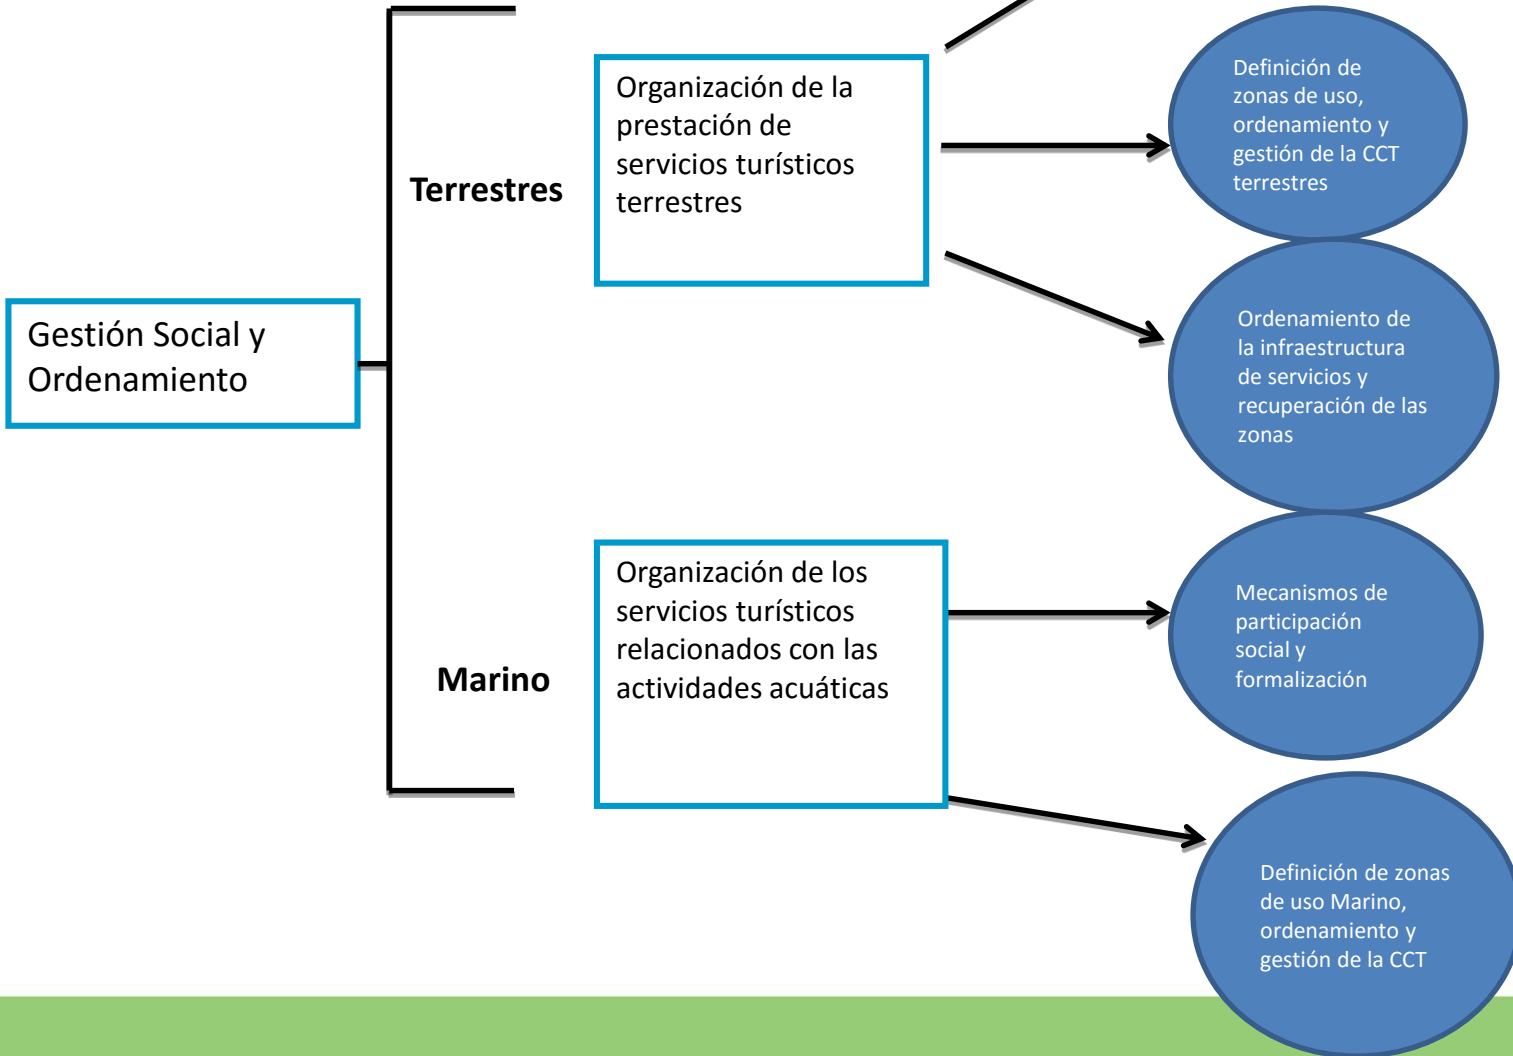 Gestión Social y
Ordenamiento
Terrestres
Organización de la
prestación de
servicios turísticos
terrestres
Definición de
zonas de uso,
ordenamiento y
gestión de la CCT
terrestres
Ordenamiento de
la infraestructura
de servicios y
recuperación de las
zonas
Marino
Organización de los
servicios turísticos
relacionados con las
actividades acuáticas
Mecanismos de
participación
social y
formalización
Definición de zonas
de uso Marino,
ordenamiento y
gestión de la CCT